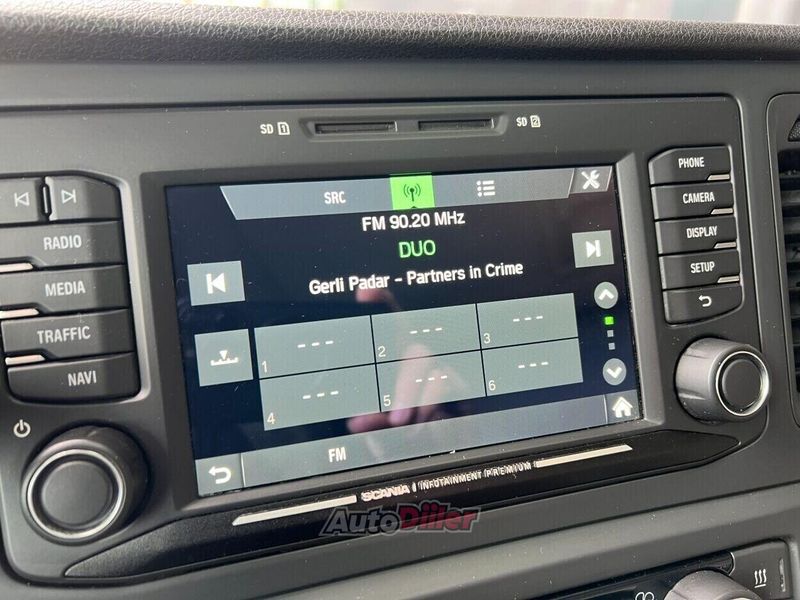 SD 1
SD 2
RADIO
MEDIA
TRAFFIC
NAVI
PHONE
CAMERA
DISPLAY
SETUP
SRC
FM 90.20 MHz
DUO
Gerli Padar - Partners in Crime
1 ---
2 ---
3 ---
4 ---
5 ---
6 ---
FM
SCANIA INFOTAINMENT PREMIUM
AutoDiiler